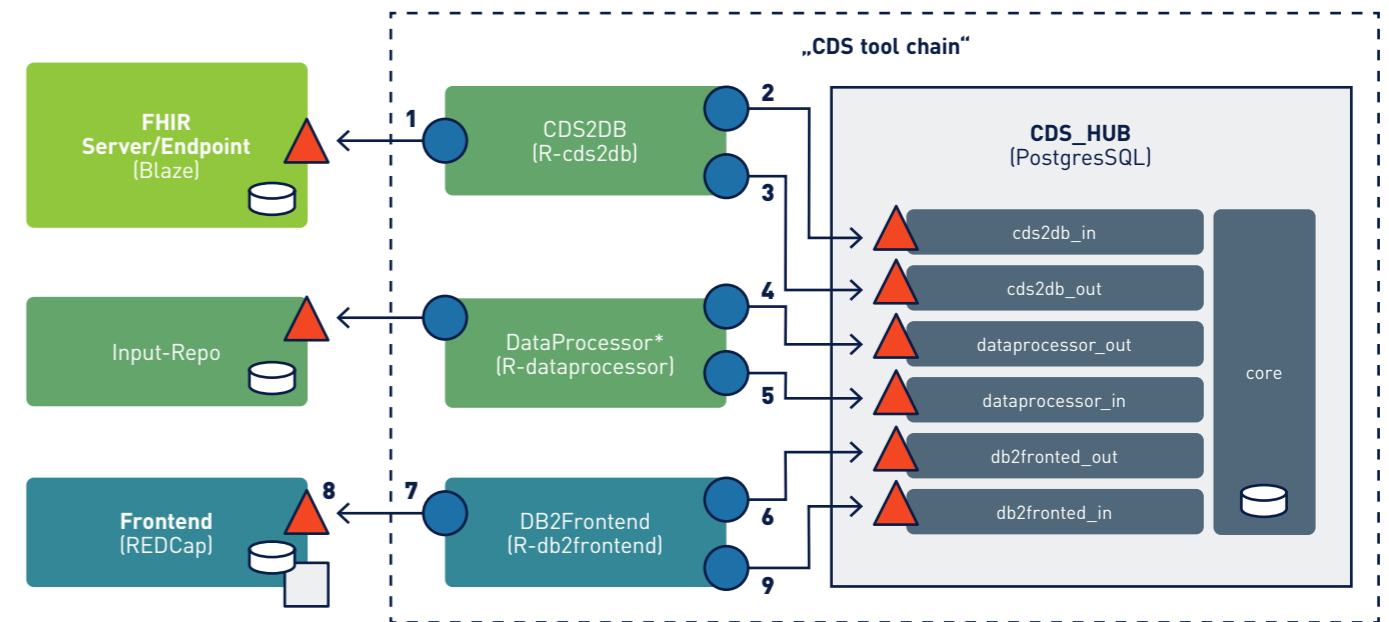 „CDS tool chain“
FHIR
Server/Endpoint
(Blaze)
1
CDS2DB
(R-cds2db)
2
3
CDS_HUB
(PostgresSQL)
cds2db_in
cds2db_out
dataprocessor_out
dataprocessor_in
db2fronted_out
db2fronted_in
core
Input-Repo
DataProcessor*
(R-dataprocessor)
4
5
Frontend
(REDCap)
8
7
DB2Frontend
(R-db2frontend)
6
9